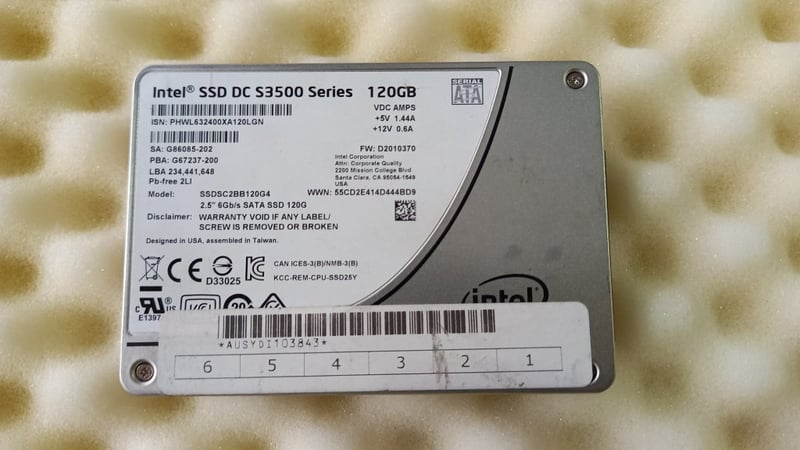 Intel® SSD DC S3500 Series 120GB
SERIAL
ATA
VDC AMPS
+5V 1.44A
+12V 0.6A
ISN: PHWL632400XA120LGN
SA: G86085-202
FW: D2010370
PBA: G67237-200
LBA 234,441,648
Pb-free 2LI
Intel Corporation
Attn: Corporate Quality
2200 Mission College Blvd
Santa Clara, CA 95054-1549
USA
Model: SSDSC2BB120G4
WWN: 55CD2E414D444BD9
2.5" 6Gb/s SATA SSD 120G
Disclaimer: WARRANTY VOID IF ANY LABEL/
SCREW IS REMOVED OR BROKEN
Designed in USA, assembled in Taiwan.
CE
D33025
CAN ICES-3(B)/NMB-3(B)
KCC-REM-CPU-SSD25Y
intel
C US
E1397
20
*AUSYDI103843*
6 5 4 3 2 1